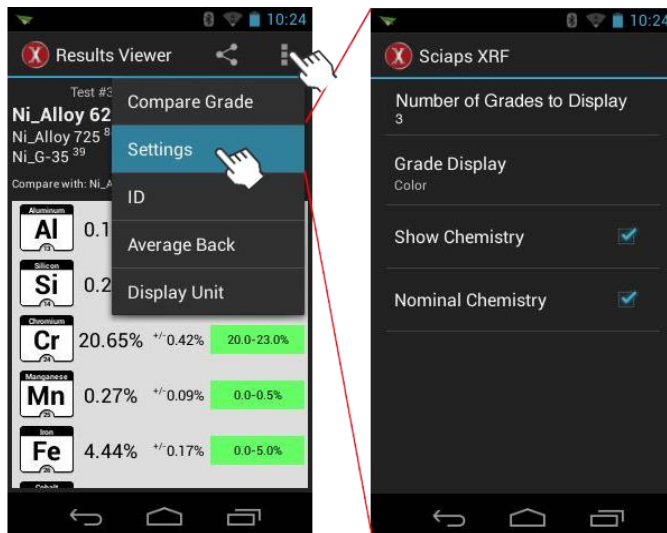 10:24
Results Viewer
Test #3
Ni_Alloy 62
Ni_Alloy 725 8
Ni_G-35 39
Compare with: Ni_A
Compare Grade
Settings
ID
Average Back
Display Unit
Aluminum
Al 0.1
13
Silicon
Si 0.2
14
Chromium
Cr 20.65% +/-0.42% 20.0-23.0%
24
Manganese
Mn 0.27% +/-0.09% 0.0-0.5%
25
Iron
Fe 4.44% +/-0.17% 0.0-5.0%
26
Cobalt
10:24
Sciaps XRF
Number of Grades to Display
3
Grade Display
Color
Show Chemistry
Nominal Chemistry